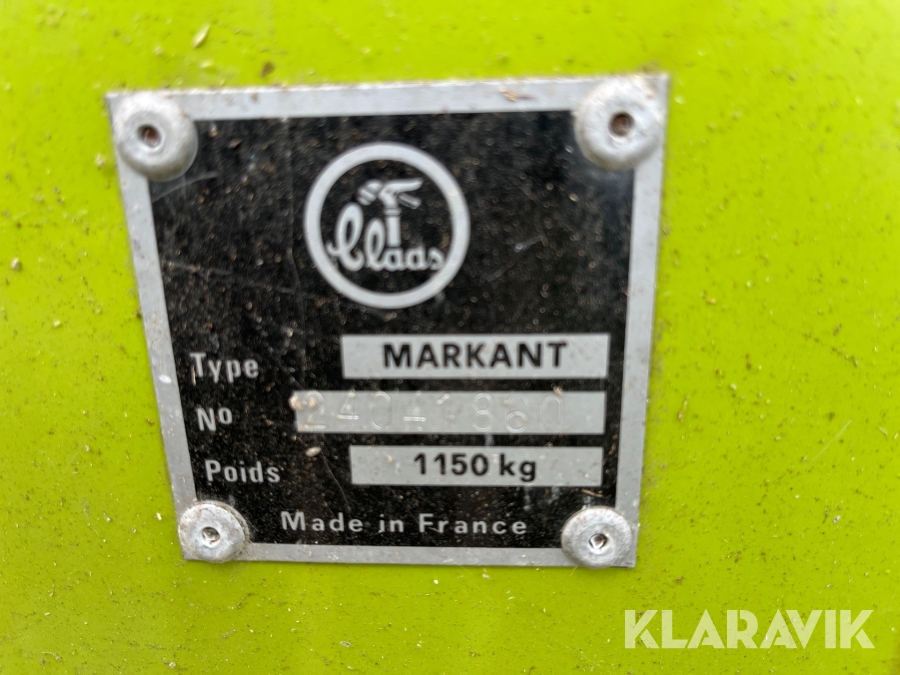 Claas
Type MARKANT
No
Poids 1150 kg
Made in France
KLARAVIK